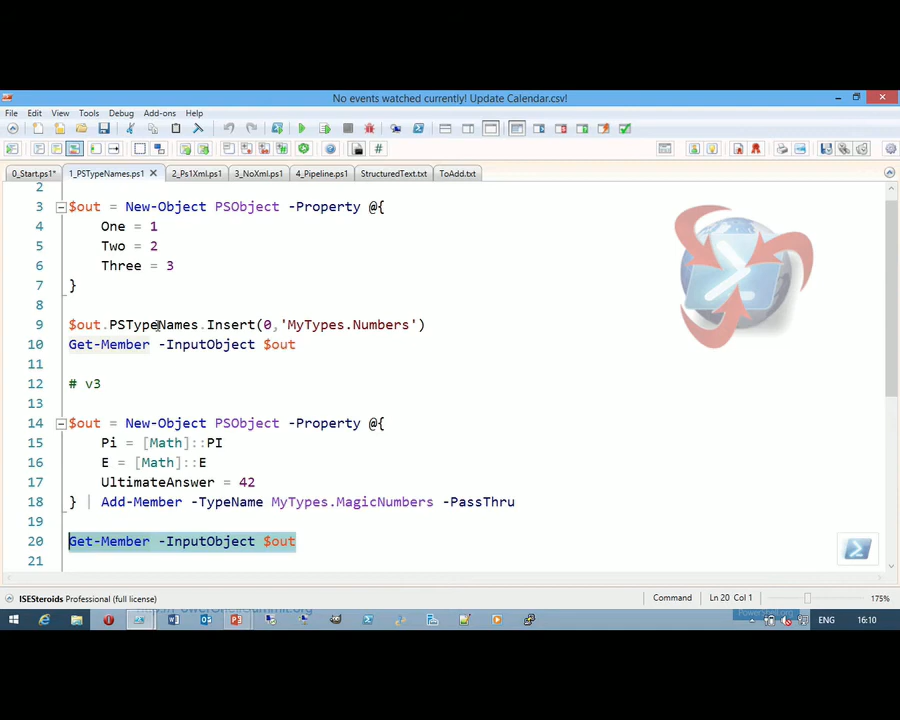 No events watched currently! Update Calendar.csv!
File Edit View Tools Debug Add-ons Help
0_Start.ps1* 1_PSTypeNames.ps1 2_Ps1Xml.ps1 3_NoXml.ps1 4_Pipeline.ps1 StructuredText.txt ToAdd.txt
2
3 $out = New-Object PSObject -Property @{
4 One = 1
5 Two = 2
6 Three = 3
7 }
8
9 $out.PSTypeNames.Insert(0,'MyTypes.Numbers')
10 Get-Member -InputObject $out
11
12 # v3
13
14 $out = New-Object PSObject -Property @{
15 Pi = [Math]::PI
16 E = [Math]::E
17 UltimateAnswer = 42
18 } | Add-Member -TypeName MyTypes.MagicNumbers -PassThru
19
20 Get-Member -InputObject $out
21
ISESteroids Professional (full license) Command Ln 20 Col 1 175%
ENG 16:10